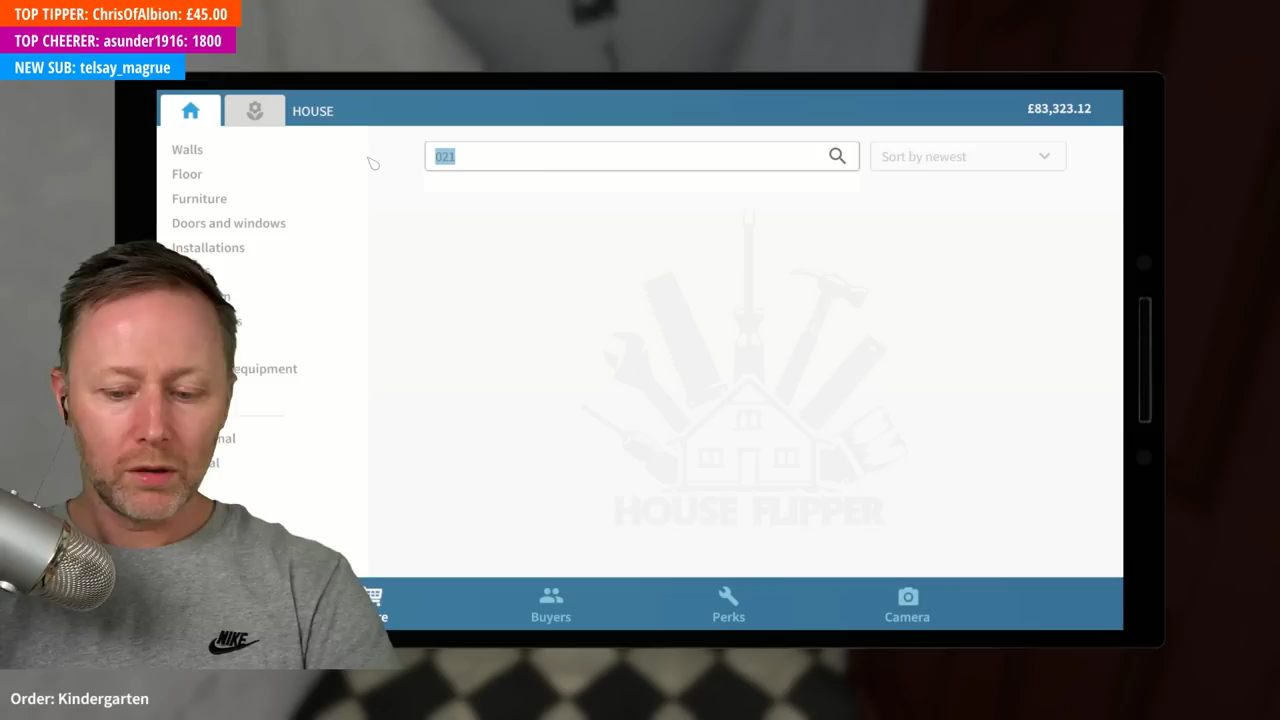 TOP TIPPER: ChrisOfAlbion: £45.00
TOP CHEERER: asunder1916: 1800
NEW SUB: telsay_magrue
HOUSE
£83,323.12
Walls
Floor
Furniture
Doors and windows
Installations
equipment
021
Sort by newest
HOUSE FLIPPER
Buyers
Perks
Camera
NIKE
Order: Kindergarten